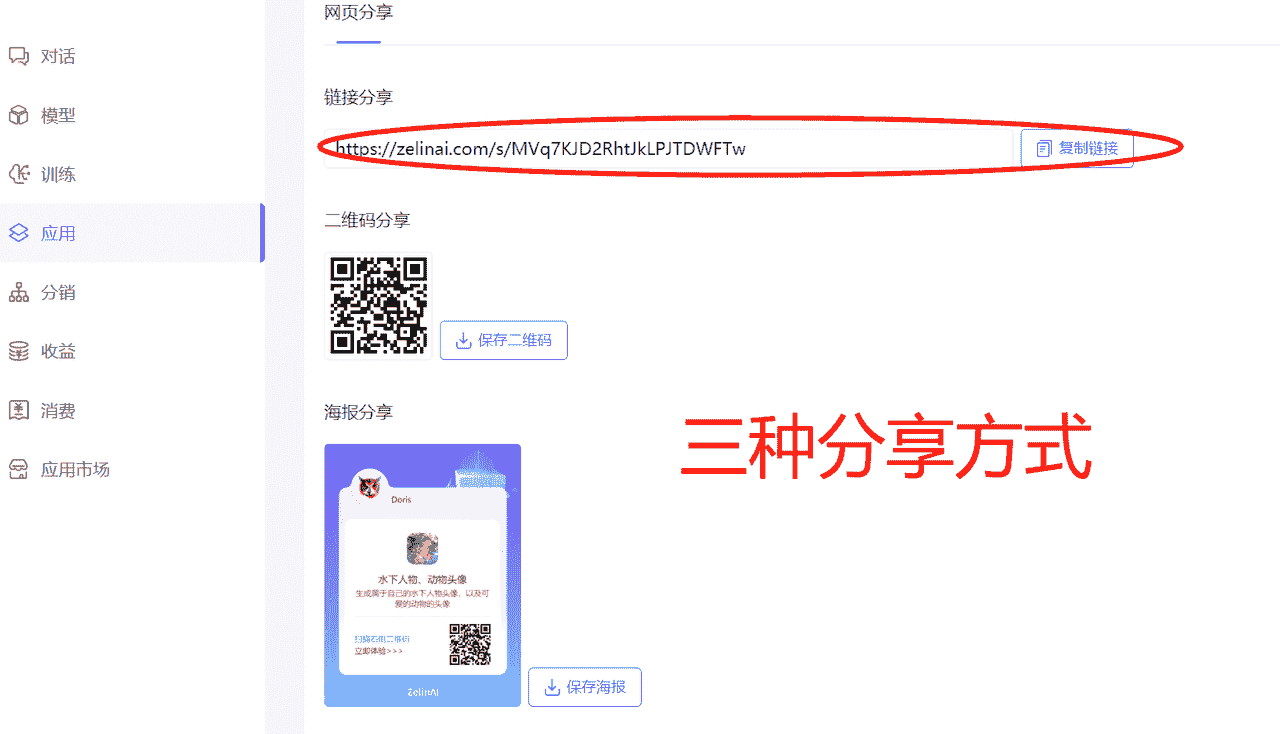 网页分享
对话
模型
训练
应用
分销
收益
消费
应用市场
链接分享
https://zelinai.com/s/MVq7KJD2RhtJkLPJTDWFTw
复制链接
二维码分享
保存二维码
海报分享
三种分享方式
Doris
水下人物、动物头像
生成属于自己的水下人物头像，以及可
爱的动物的头像
扫描右侧二维码
立即体验>>>
ZelinAI
保存海报